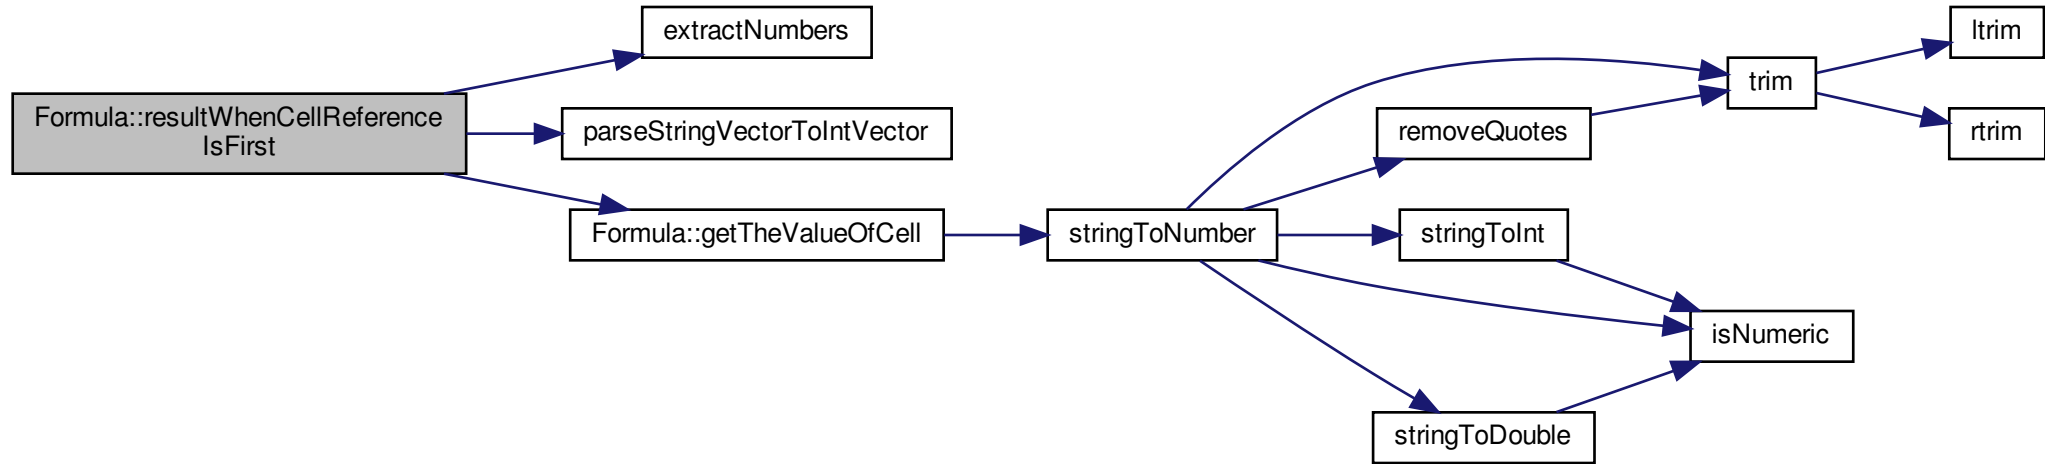 Formula::resultWhenCellReference
IsFirst
extractNumbers
parseStringVectorToIntVector
Formula::getTheValueOfCell
stringToNumber
removeQuotes
stringToInt
stringToDouble
trim
isNumeric
ltrim
rtrim